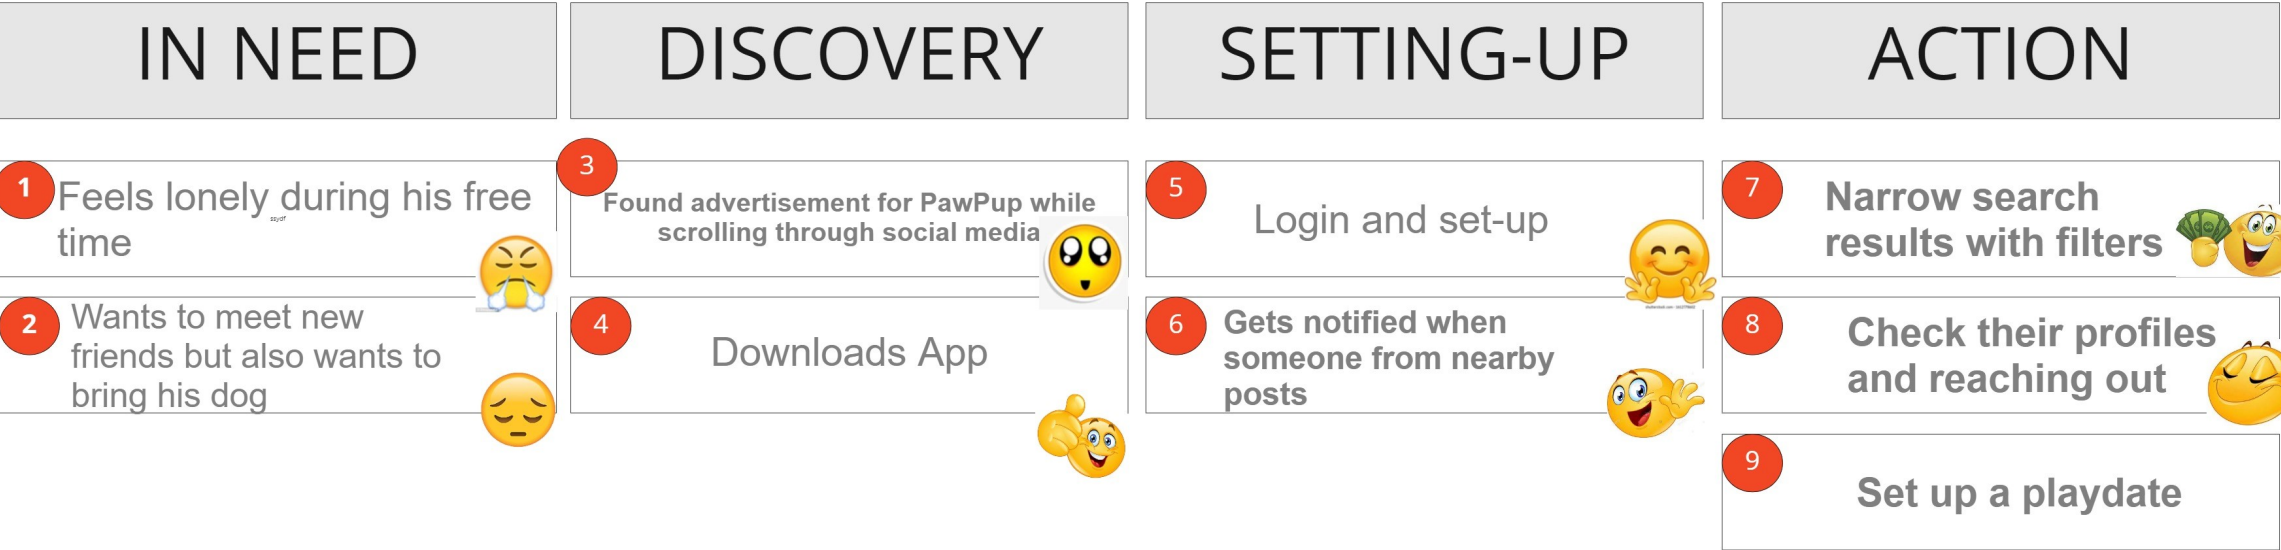 IN NEED
DISCOVERY
SETTING-UP
ACTION
1
Feels lonely during his free
time
ssydf
2
Wants to meet new
friends but also wants to
bring his dog
3
Found advertisement for PawPup while
scrolling through social media
4
Downloads App
5
Login and set-up
6
Gets notified when
someone from nearby
posts
7
Narrow search
results with filters
8
Check their profiles
and reaching out
9
Set up a playdate